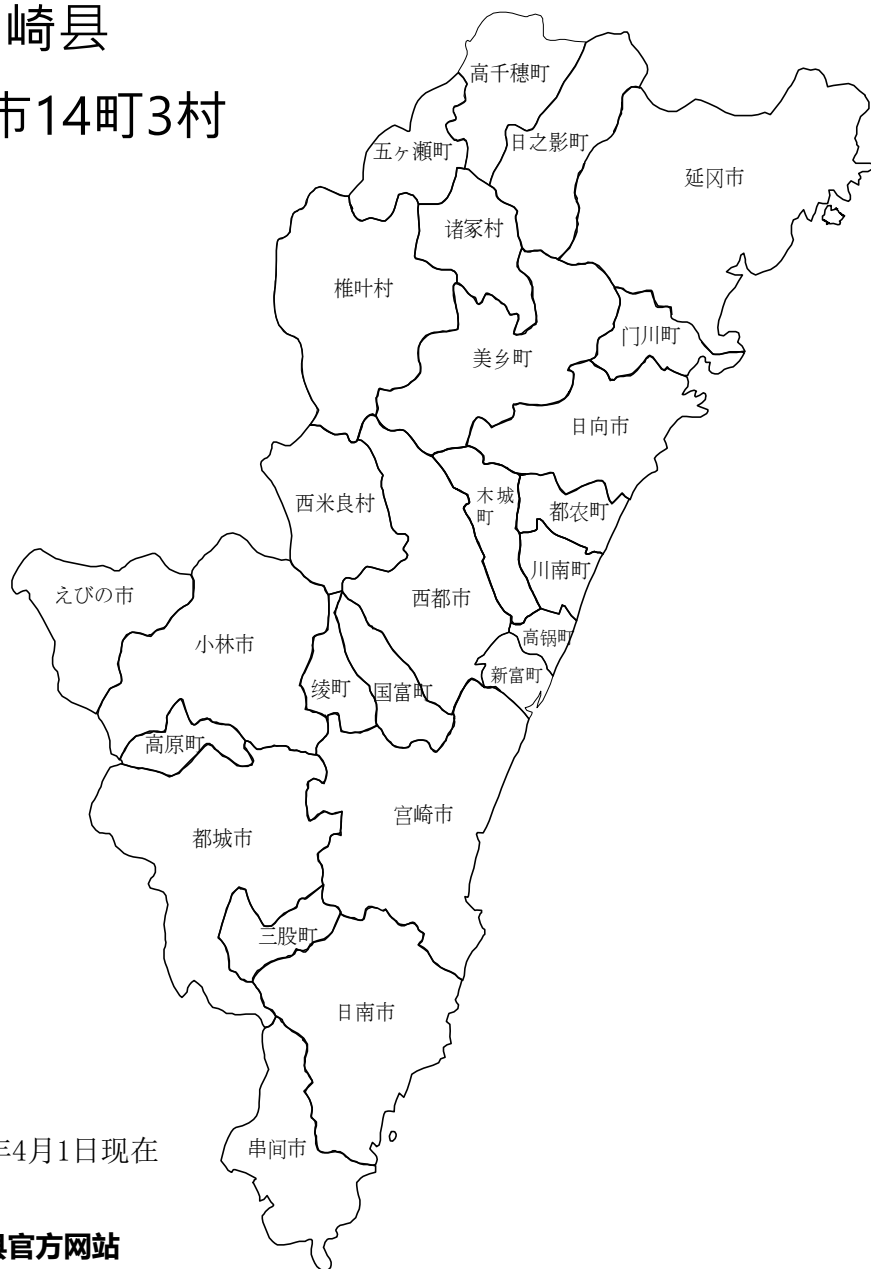 崎县
市14町3村
高千穗町
日之影町
五ヶ瀬町
延冈市
诸冢村
椎叶村
门川町
美乡町
日向市
西米良村
木城
町
都农町
川南町
えびの市
西都市
小林市
高锅町
新富町
绫町
国富町
高原町
宫崎市
都城市
三股町
日南市
串间市
年4月1日现在
县官方网站